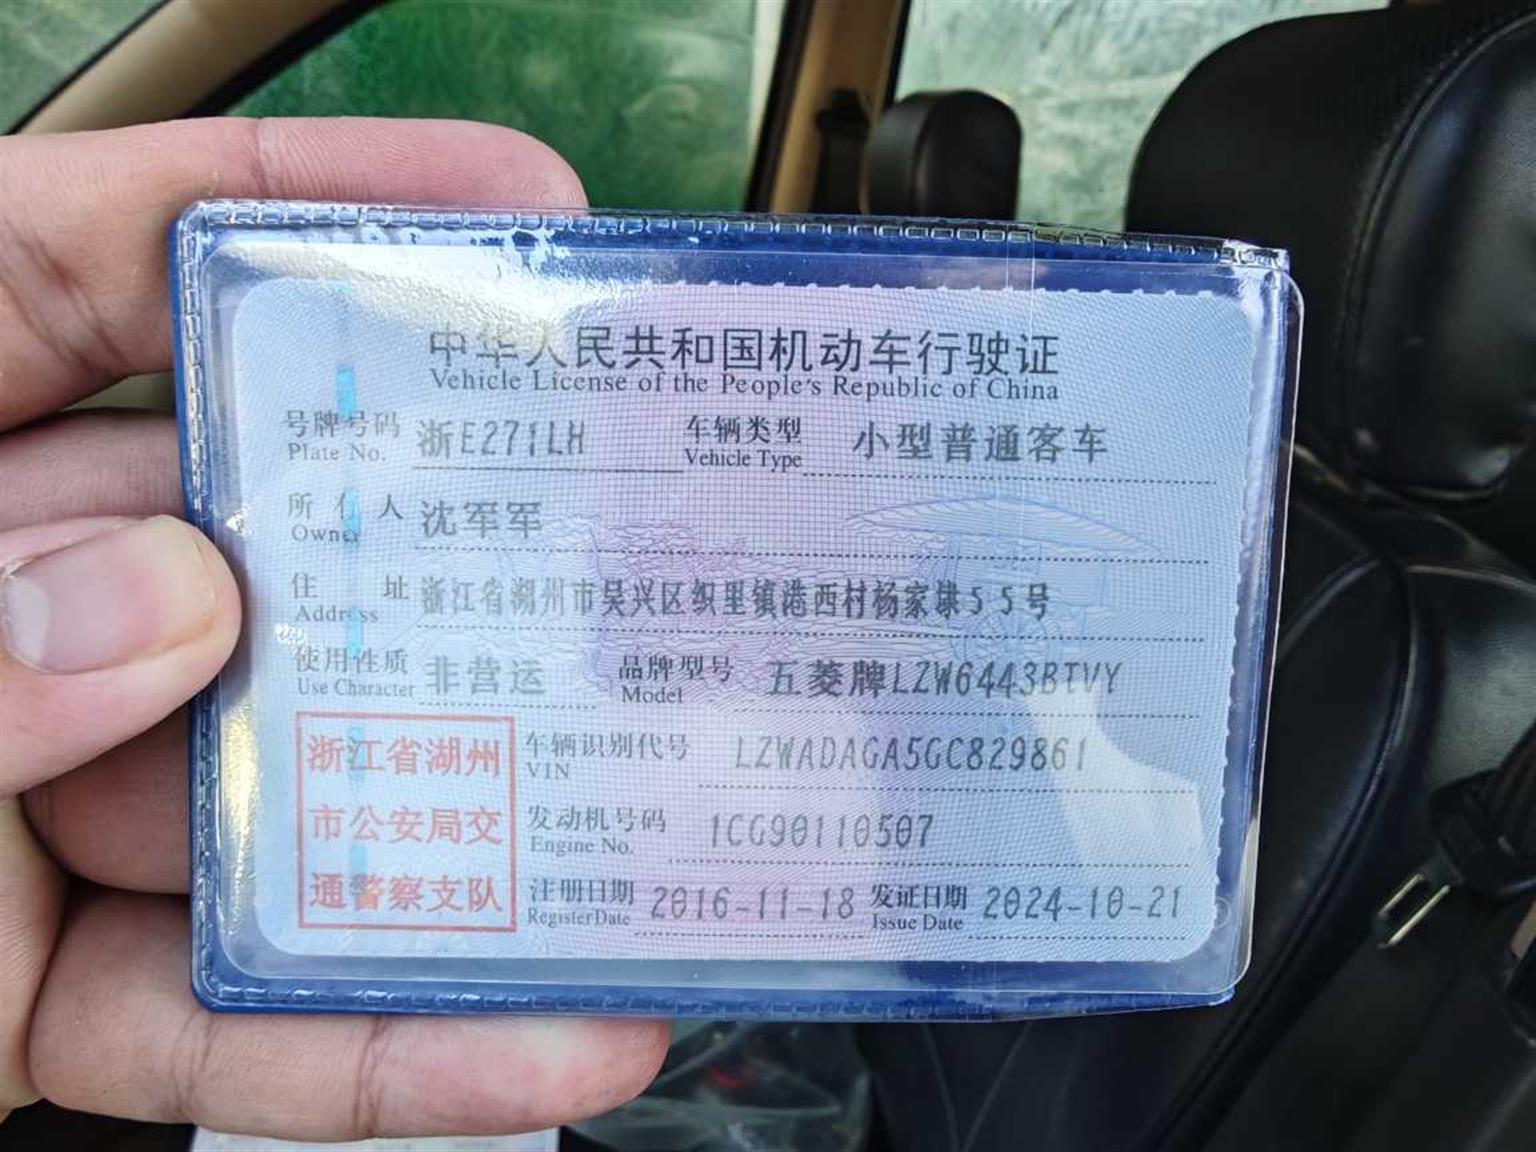 中华人民共和国机动车行驶证
Vehicle License of the People's Republic of China
号牌号码 浙E271LH 车辆类型 小型普通客车
Plate No. Vehicle Type
所有人 沈军军
Owner
住址 浙江省湖州市吴兴区织里镇港西村杨家埭55号
Address
使用性质 非营运 品牌型号 五菱牌LZW6443BTVY
Use Character Model
浙江省湖州 车辆识别代号 LZWADAGA5GC829861
VIN
市公安局交 发动机号码 1CG90110507
Engine No.
通警察支队 注册日期 2016-11-18 发证日期 2024-10-21
Register Date Issue Date